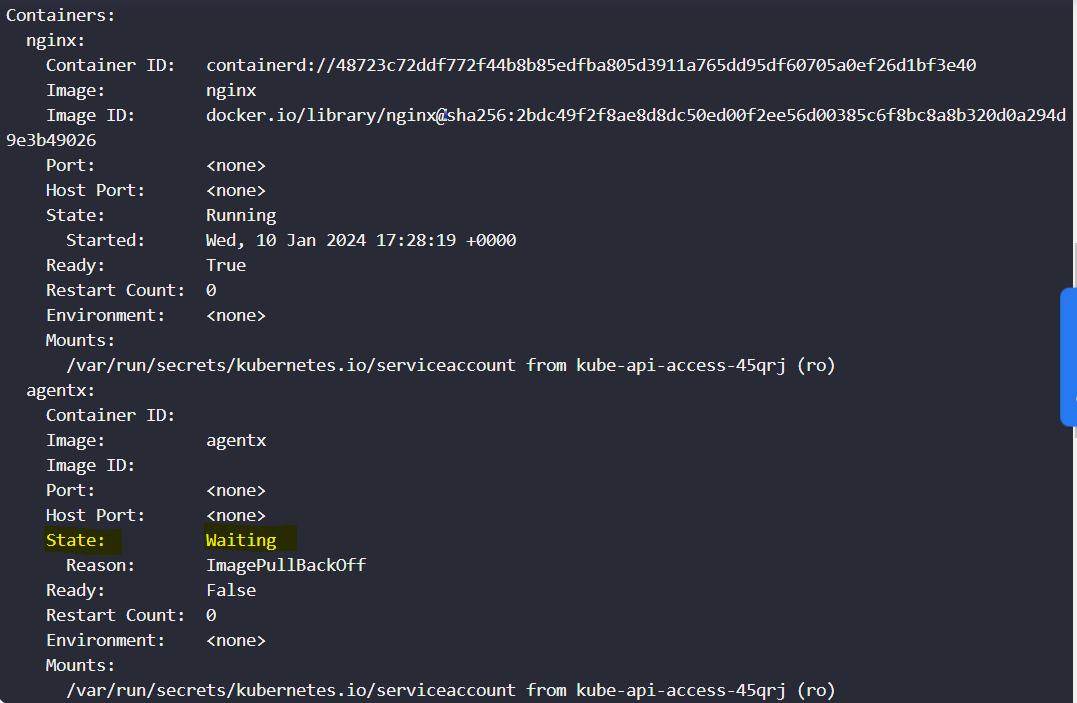 Containers:
  nginx:
    Container ID:   containerd://48723c72ddf772f44b8b85edfba805d3911a765dd95df60705a0ef26d1bf3e40
    Image:          nginx
    Image ID:       docker.io/library/nginx@sha256:2bdc49f2f8ae8d8dc50ed00f2ee56d00385c6f8bc8a8b320d0a294d
9e3b49026
    Port:           <none>
    Host Port:      <none>
    State:          Running
      Started:      Wed, 10 Jan 2024 17:28:19 +0000
    Ready:          True
    Restart Count:  0
    Environment:    <none>
    Mounts:
      /var/run/secrets/kubernetes.io/serviceaccount from kube-api-access-45qrj (ro)
  agentx:
    Container ID:
    Image:          agentx
    Image ID:
    Port:           <none>
    Host Port:      <none>
    State:          Waiting
      Reason:       ImagePullBackOff
    Ready:          False
    Restart Count:  0
    Environment:    <none>
    Mounts:
      /var/run/secrets/kubernetes.io/serviceaccount from kube-api-access-45qrj (ro)